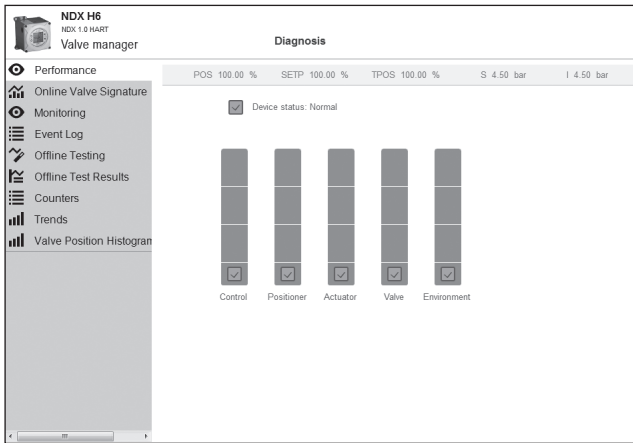 NDX H6
NDX 1.0 HART
Valve manager
Diagnosis
Performance
Online Valve Signature
Monitoring
Event Log
Offline Testing
Offline Test Results
Counters
Trends
Valve Position Histogram
POS 100.00 % SETP 100.00 % TPOS 100.00 % S 4.50 bar I 4.50 bar
Device status: Normal
Control Positioner Actuator Valve Environment